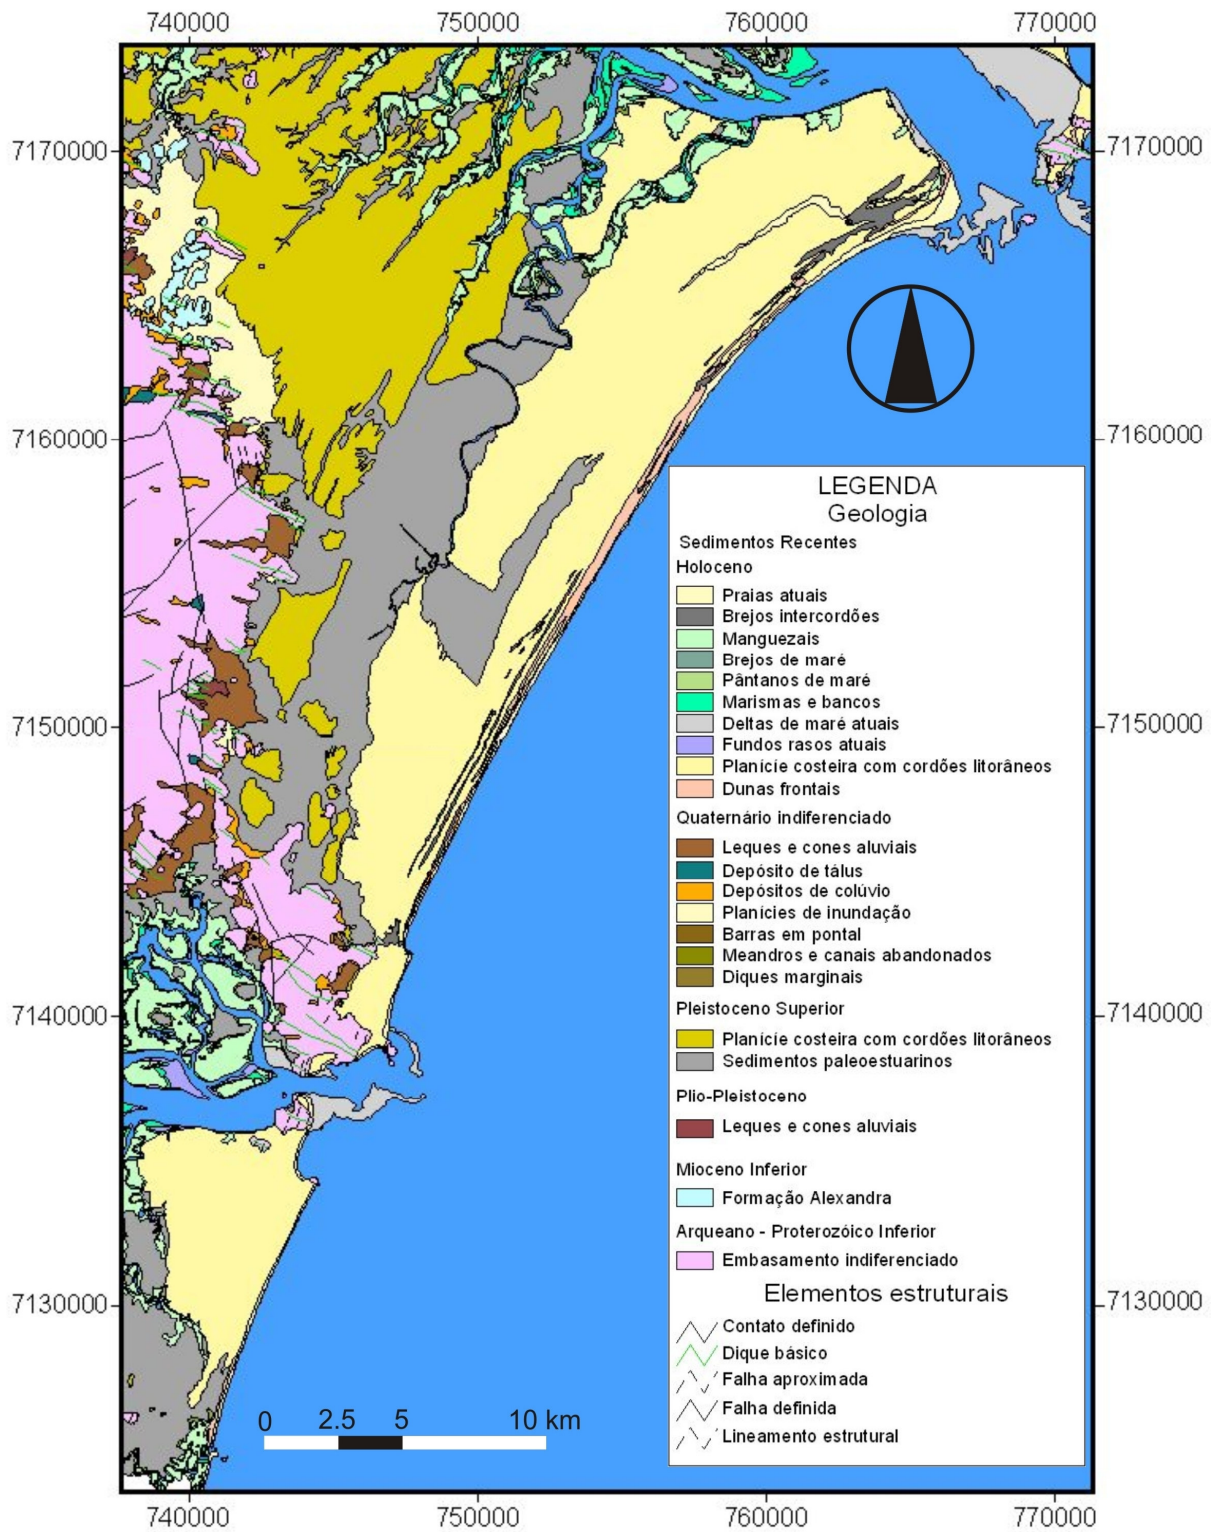 740000 750000 760000 770000
7170000 7170000
7160000 7160000
LEGENDA
Geologia
Sedimentos Recentes
Holoceno
Praias atuais
Brejos intercordões
Manguezais
Brejos de maré
Pântanos de maré
Marismas e bancos
7150000 7150000
Deltas de maré atuais
Fundos rasos atuais
Planície costeira com cordões litorâneos
Dunas frontais
Quaternário indiferenciado
Leques e cones aluviais
Depósito de tálus
Depósitos de colúvio
Planícies de inundação
Barras em pontal
Meandros e canais abandonados
Diques marginais
Pleistoceno Superior
7140000 7140000
Planície costeira com cordões litorâneos
Sedimentos paleoestuarinos
Plio-Pleistoceno
Leques e cones aluviais
Mioceno Inferior
Formação Alexandra
Arqueano - Proterozóico Inferior
Embasamento indiferenciado
Elementos estruturais
7130000 7130000
Contato definido
Dique básico
Falha aproximada
Falha definida
Lineamento estrutural
0 2.5 5 10 km
740000 750000 760000 770000